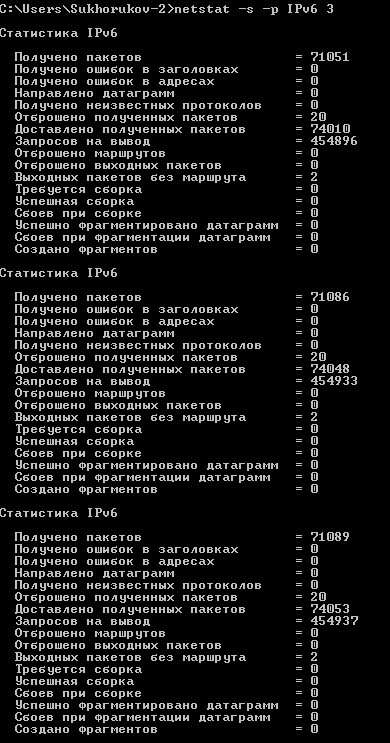 C:\Users\Sukhorukov-2>netstat -s -p IPv6 3
Статистика IPv6
Получено пакетов = 71051
Получено ошибок в заголовках = 0
Получено ошибок в адресах = 0
Направлено датаграмм = 0
Получено неизвестных протоколов = 0
Отброшено полученных пакетов = 20
Доставлено полученных пакетов = 74010
Запросов на вывод = 454896
Отброшено маршрутов = 0
Отброшено выходных пакетов = 0
Выходных пакетов без маршрута = 2
Требуется сборка = 0
Успешная сборка = 0
Сбоев при сборке = 0
Успешно фрагментировано датаграмм = 0
Сбоев при фрагментации датаграмм = 0
Создано фрагментов = 0
Статистика IPv6
Получено пакетов = 71086
Получено ошибок в заголовках = 0
Получено ошибок в адресах = 0
Направлено датаграмм = 0
Получено неизвестных протоколов = 0
Отброшено полученных пакетов = 20
Доставлено полученных пакетов = 74048
Запросов на вывод = 454933
Отброшено маршрутов = 0
Отброшено выходных пакетов = 0
Выходных пакетов без маршрута = 2
Требуется сборка = 0
Успешная сборка = 0
Сбоев при сборке = 0
Успешно фрагментировано датаграмм = 0
Сбоев при фрагментации датаграмм = 0
Создано фрагментов = 0
Статистика IPv6
Получено пакетов = 71089
Получено ошибок в заголовках = 0
Получено ошибок в адресах = 0
Направлено датаграмм = 0
Получено неизвестных протоколов = 0
Отброшено полученных пакетов = 20
Доставлено полученных пакетов = 74053
Запросов на вывод = 454937
Отброшено маршрутов = 0
Отброшено выходных пакетов = 0
Выходных пакетов без маршрута = 2
Требуется сборка = 0
Успешная сборка = 0
Сбоев при сборке = 0
Успешно фрагментировано датаграмм = 0
Сбоев при фрагментации датаграмм = 0
Создано фрагментов = 0